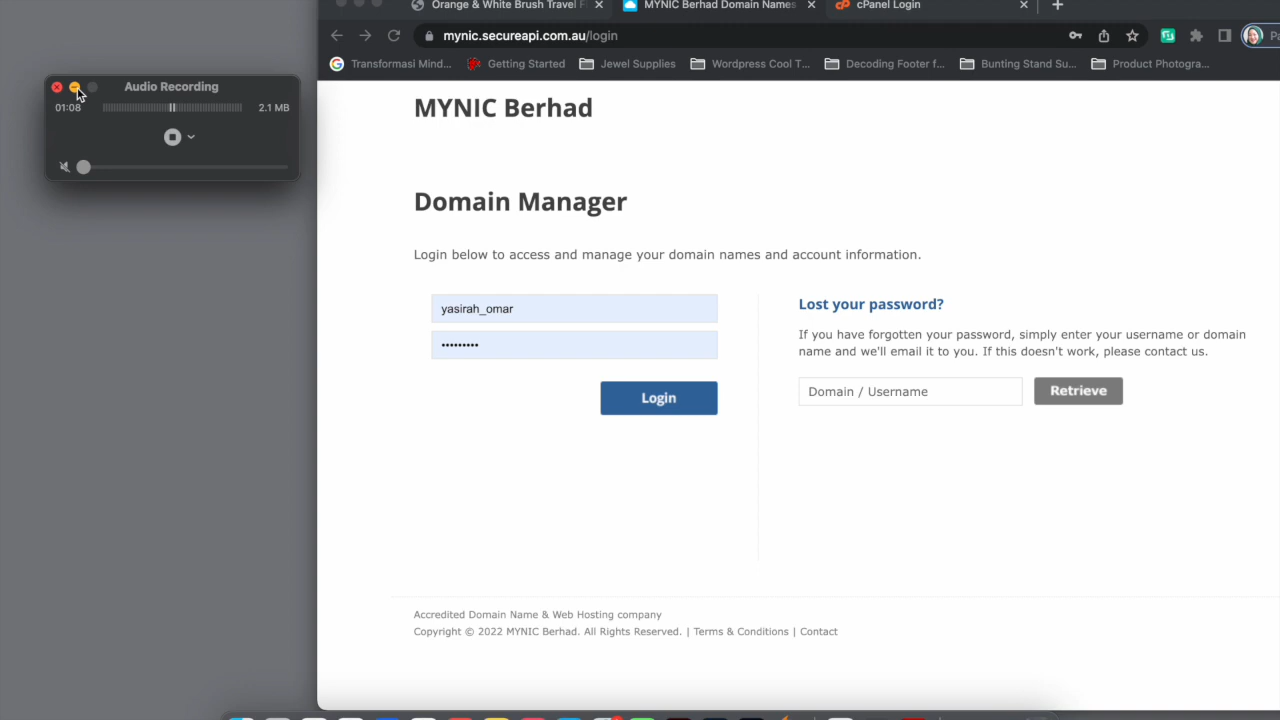 Orange & White Brush Travel F
MYNIC Berhad Domain Names
cPanel Login
mynic.secureapi.com.au/login
Transformasi Mind...
Getting Started
Jewel Supplies
Wordpress Cool T...
Decoding Footer f...
Bunting Stand Su...
Product Photogra...
Audio Recording
01:08
2.1 MB
MYNIC Berhad
Domain Manager
Login below to access and manage your domain names and account information.
yasirah_omar
•••••••••
Login
Lost your password?
If you have forgotten your password, simply enter your username or domain
name and we'll email it to you. If this doesn't work, please contact us.
Domain / Username
Retrieve
Accredited Domain Name & Web Hosting company
Copyright © 2022 MYNIC Berhad. All Rights Reserved. | Terms & Conditions | Contact